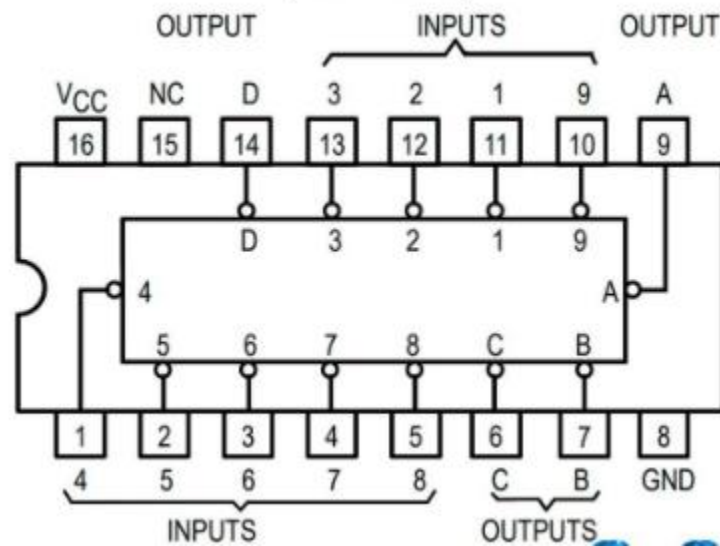 OUTPUT INPUTS OUTPUT
VCC NC D 3 2 1 9 A
16 15 14 13 12 11 10 9
D 3 2 1 9
4 A
5 6 7 8 C B
1 2 3 4 5 6 7 8
4 5 6 7 8 C B GND
INPUTS OUTPUTS